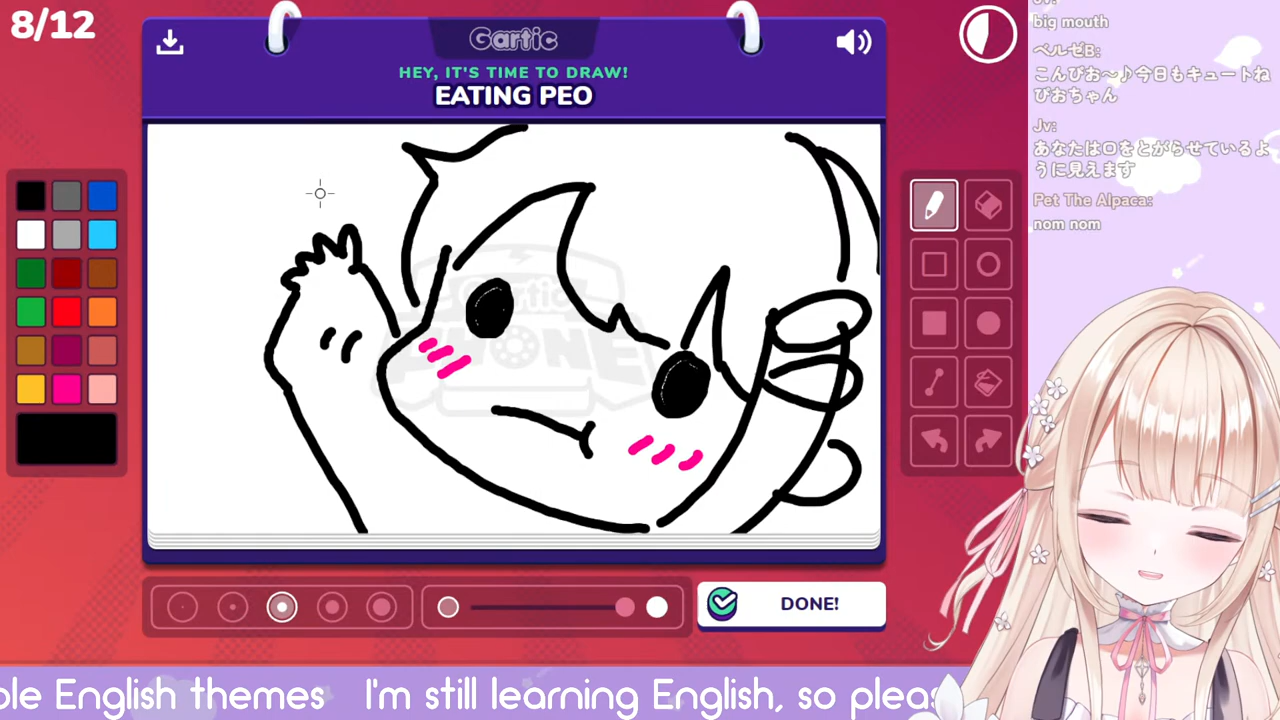 8/12
Gartic
HEY, IT'S TIME TO DRAW!
EATING PEO
Gartic
PHONE
DONE!
big mouth
ベルゼB:
こんぴお～♪今日もキュートね
ぴおちゃん
Jv:
あなたは口をとがらせているよ
うに見えます
Pet The Alpaca:
nom nom
ple English themes I'm still learning English, so pleas